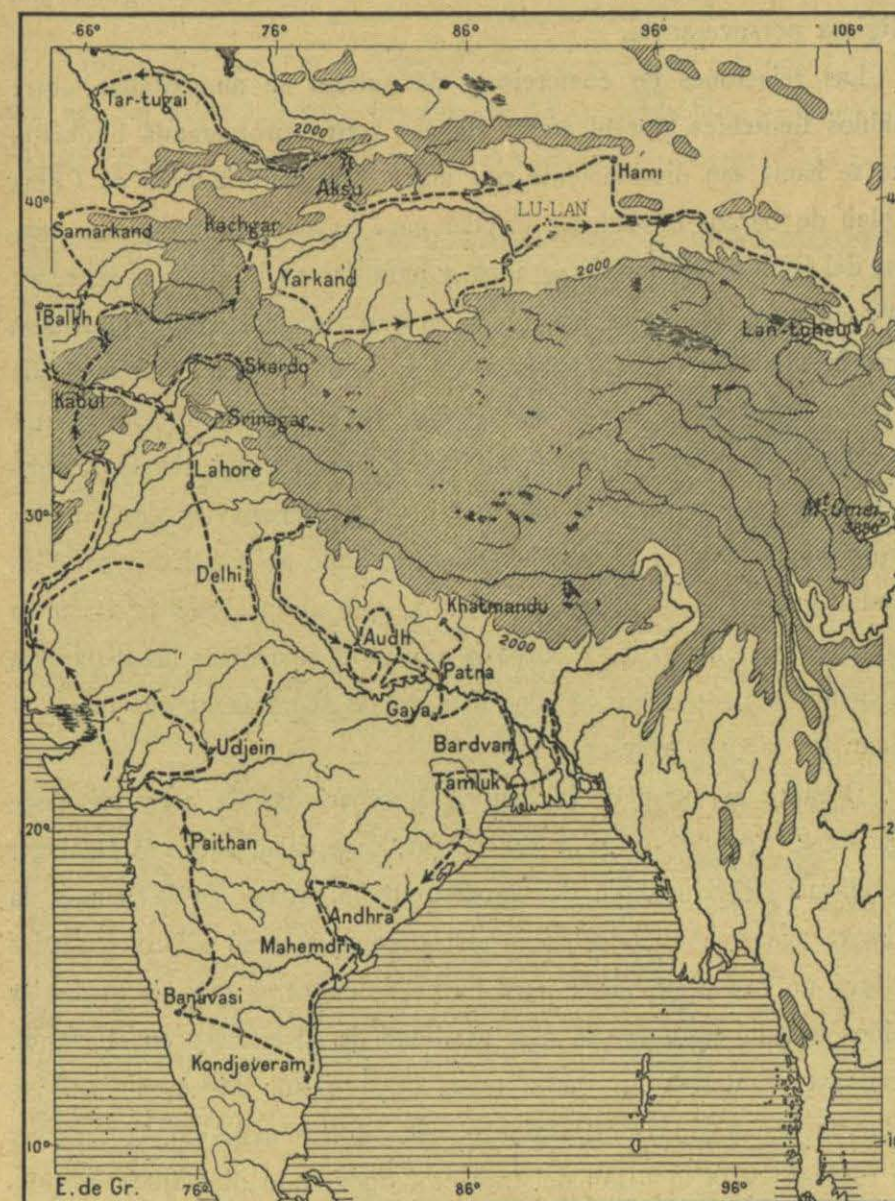 66° 76° 86° 96° 106°
Tar-tugai
2000
Aksu
Hami
40°
Samarkand
Kachgar
LU-LAN
Yarkand
2000
Balkh
Lan-tcheu
Skardo
Kabul
Srinagar
Lahore
30°
Mt Omei
Delhi
Khatmandu
Audh
2000
Patna
Gaya
Udjein
Bardvan
Tamluk
20°
Paithan
Andhra
Mahemdri
Banavasi
Kondjeveram
10°
E. de Gr. 76° 86° 96°